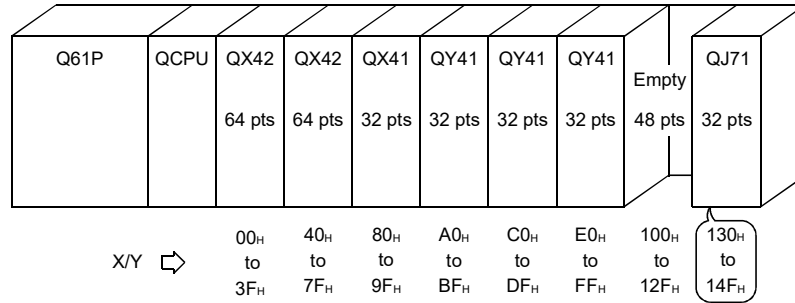 Q61P QCPU QX42 QX42 QX41 QY41 QY41 QY41 Empty QJ71
64 pts 64 pts 32 pts 32 pts 32 pts 32 pts 48 pts 32 pts
00H 40H 80H A0H C0H E0H 100H 130H
X/Y to to to to to to to to
3FH 7FH 9FH BFH DFH FFH 12FH 14FH